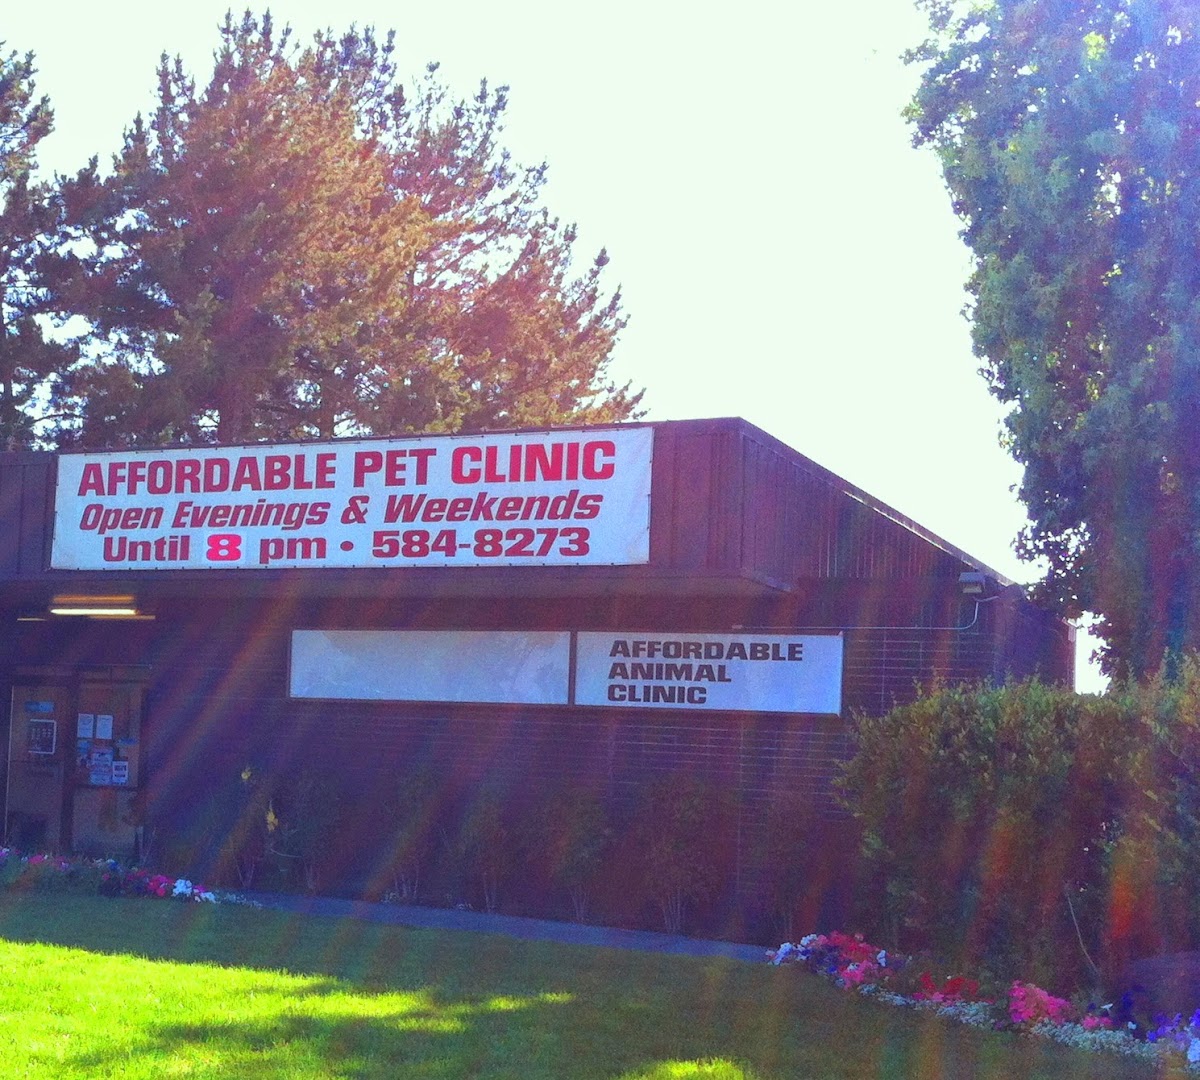 AFFORDABLE PET CLINIC
Open Evenings & Weekends
Until 8 pm • 584-8273
AFFORDABLE
ANIMAL
CLINIC